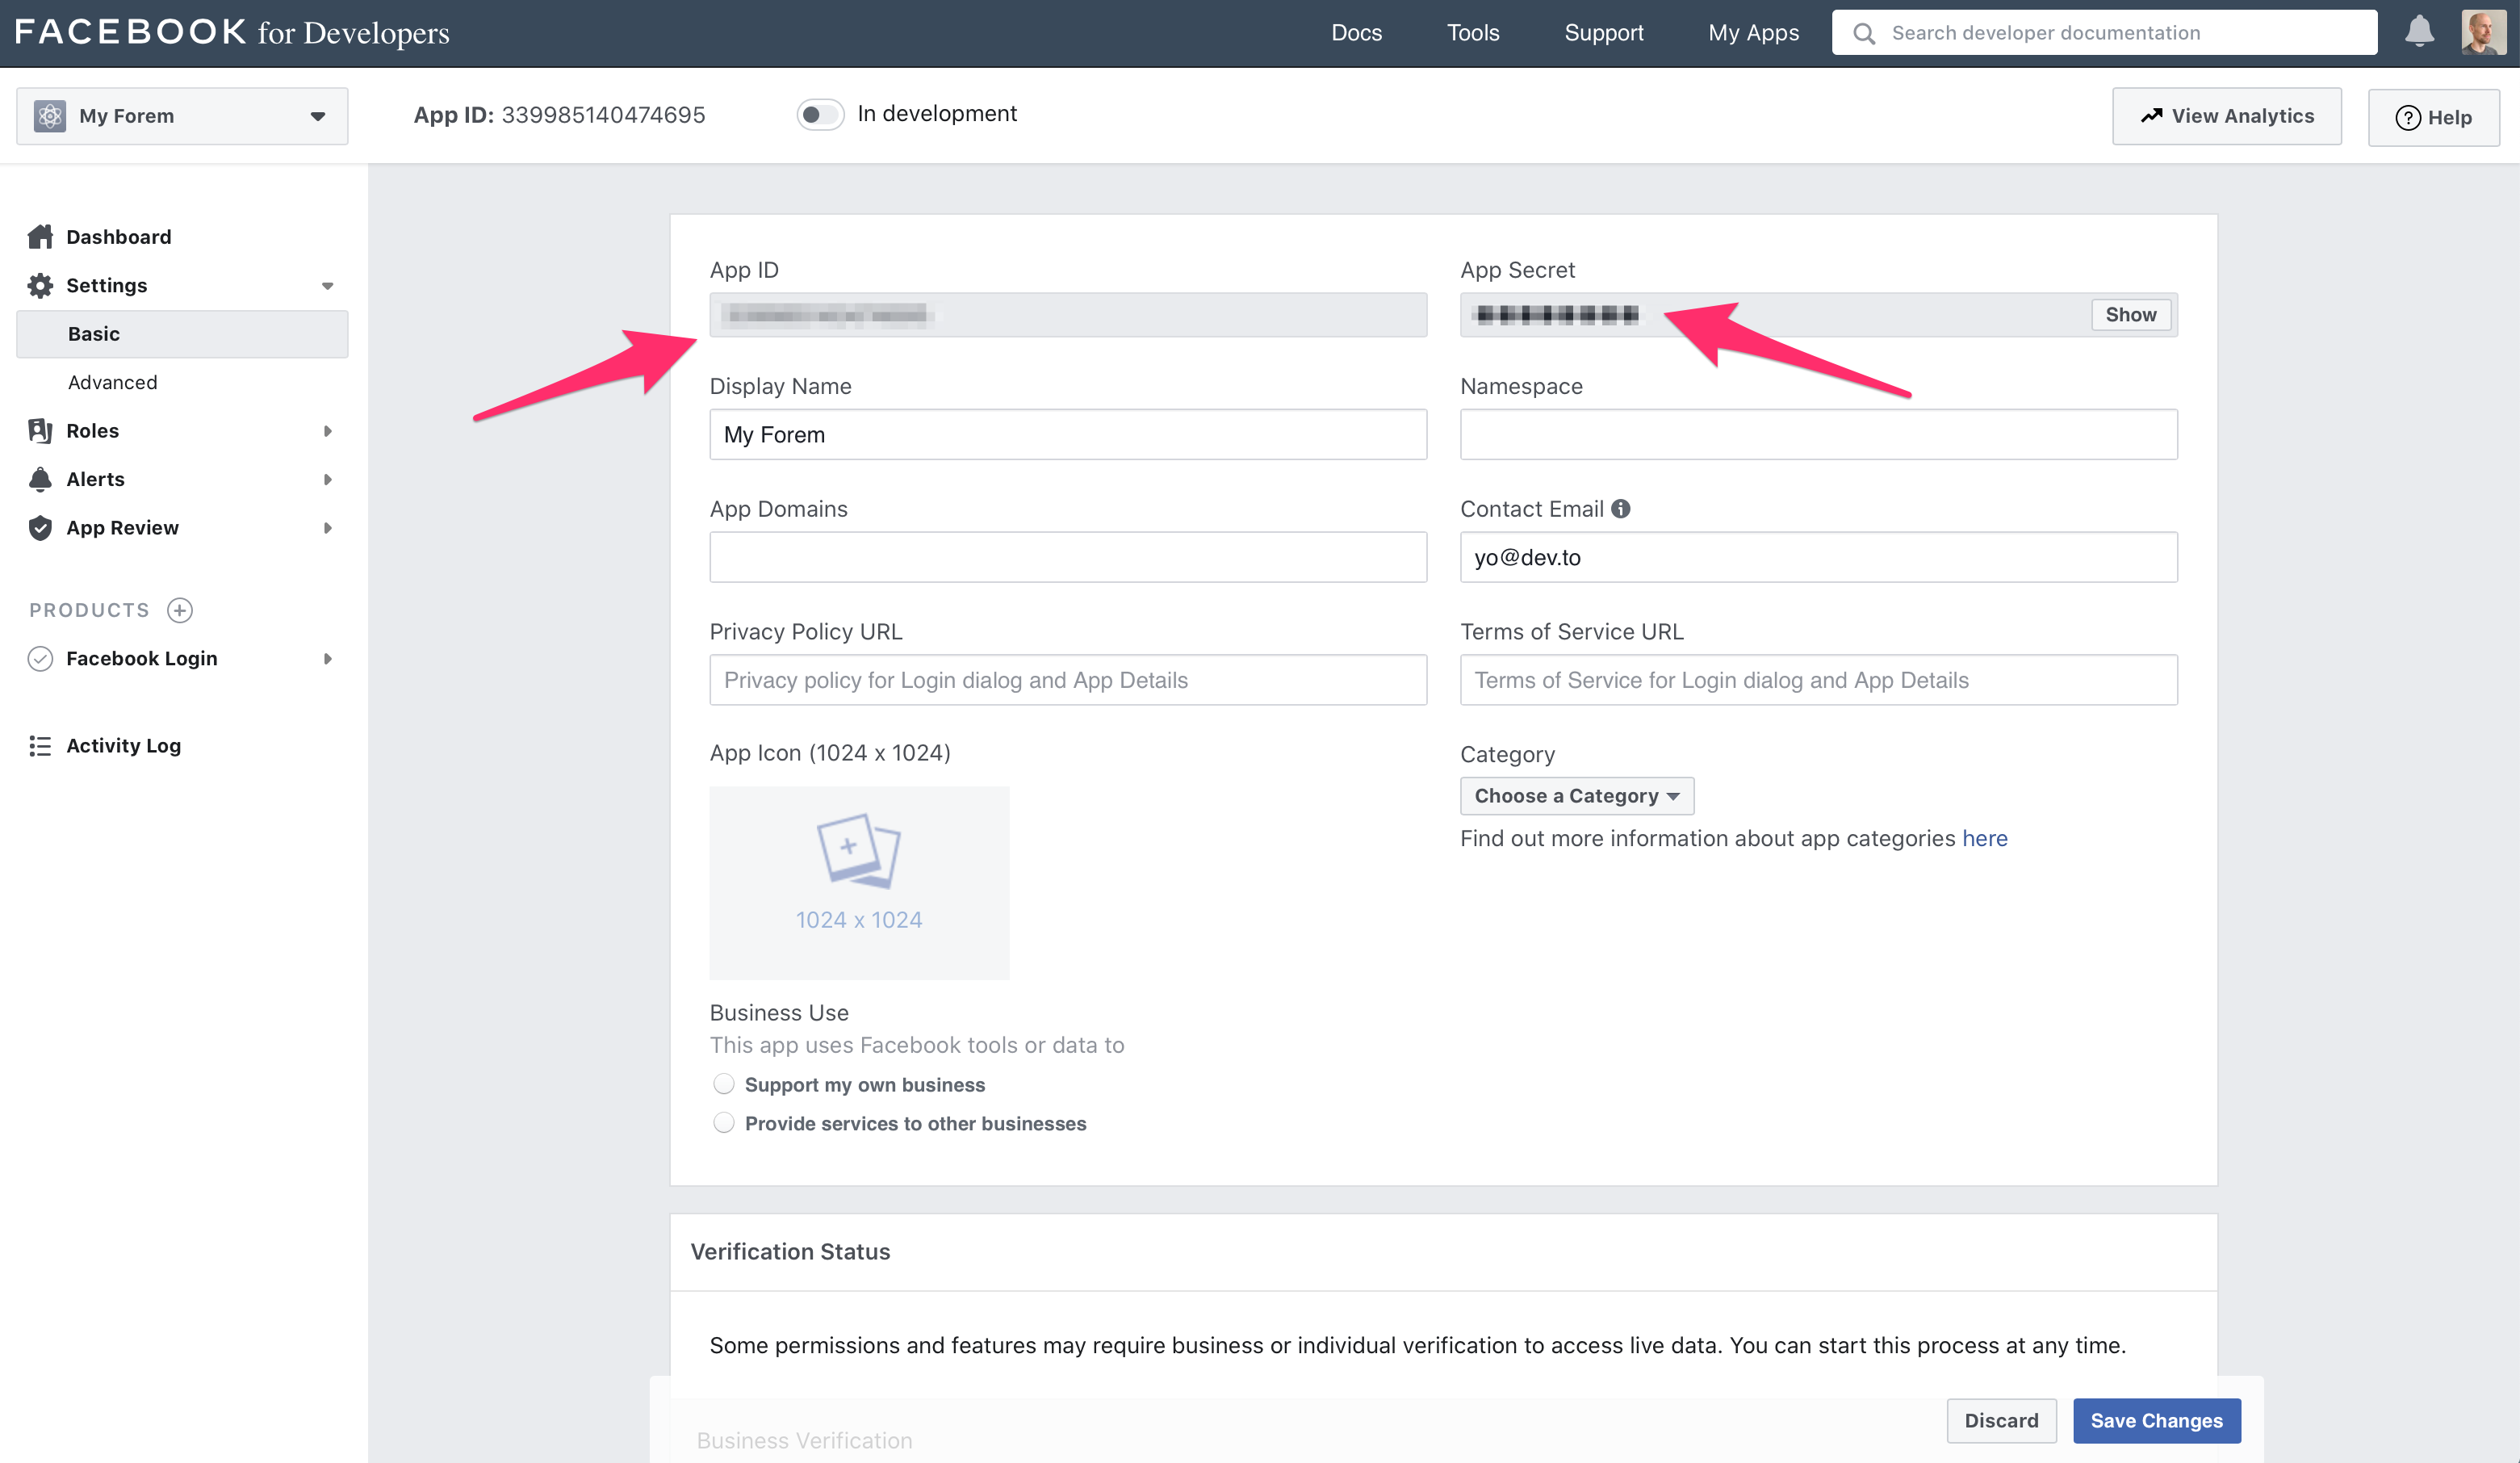 FACEBOOK for Developers
Docs
Tools
Support
My Apps
Search developer documentation
My Forem
App ID: 339985140474695
In development
View Analytics
Help
Dashboard
Settings
Basic
Advanced
Roles
Alerts
App Review
PRODUCTS
Facebook Login
Activity Log
App ID
App Secret
Show
Display Name
Namespace
My Forem
App Domains
Contact Email
yo@dev.to
Privacy Policy URL
Terms of Service URL
Privacy policy for Login dialog and App Details
Terms of Service for Login dialog and App Details
App Icon (1024 x 1024)
Category
Choose a Category
Find out more information about app categories here
1024 x 1024
Business Use
This app uses Facebook tools or data to
Support my own business
Provide services to other businesses
Verification Status
Some permissions and features may require business or individual verification to access live data. You can start this process at any time.
Discard
Save Changes
Business Verification